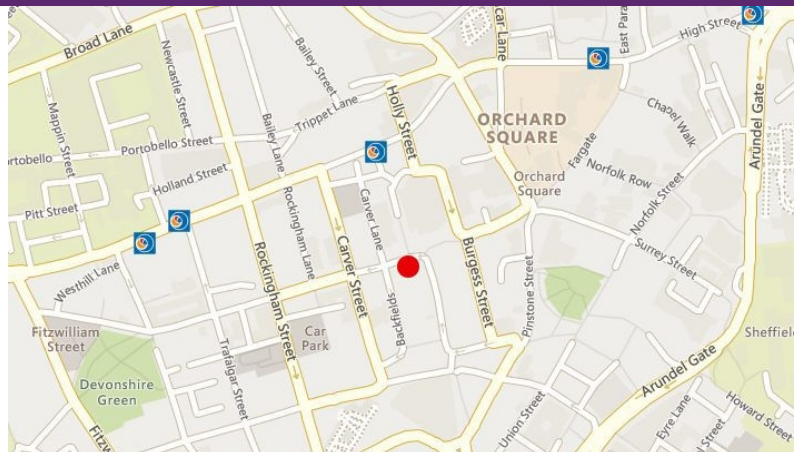 Broad Lane
Newcastle Street
Bailey Street
car Lane
East Para
High Street
Mappin Street
Bailey Lane
Trippet Lane
Holly Street
ORCHARD
SQUARE
Chapel Walk
Arundel Gate
ortobello
Portobello Street
Holland Street
Fargate
Orchard
Square
Norfolk Row
Norfolk Street
Pitt Street
Rockingham Lane
Carver Lane
Surrey Street
Westhill Lane
Rockingham Street
Carver Street
Burgess Street
Backfields
Pinstone Street
Fitzwilliam
Street
Car
Park
Sheffield
Trafalgar Street
Devonshire
Green
Arundel Gate
Fitzw
Union Street
Eyre Lane
Howard Street
d Street